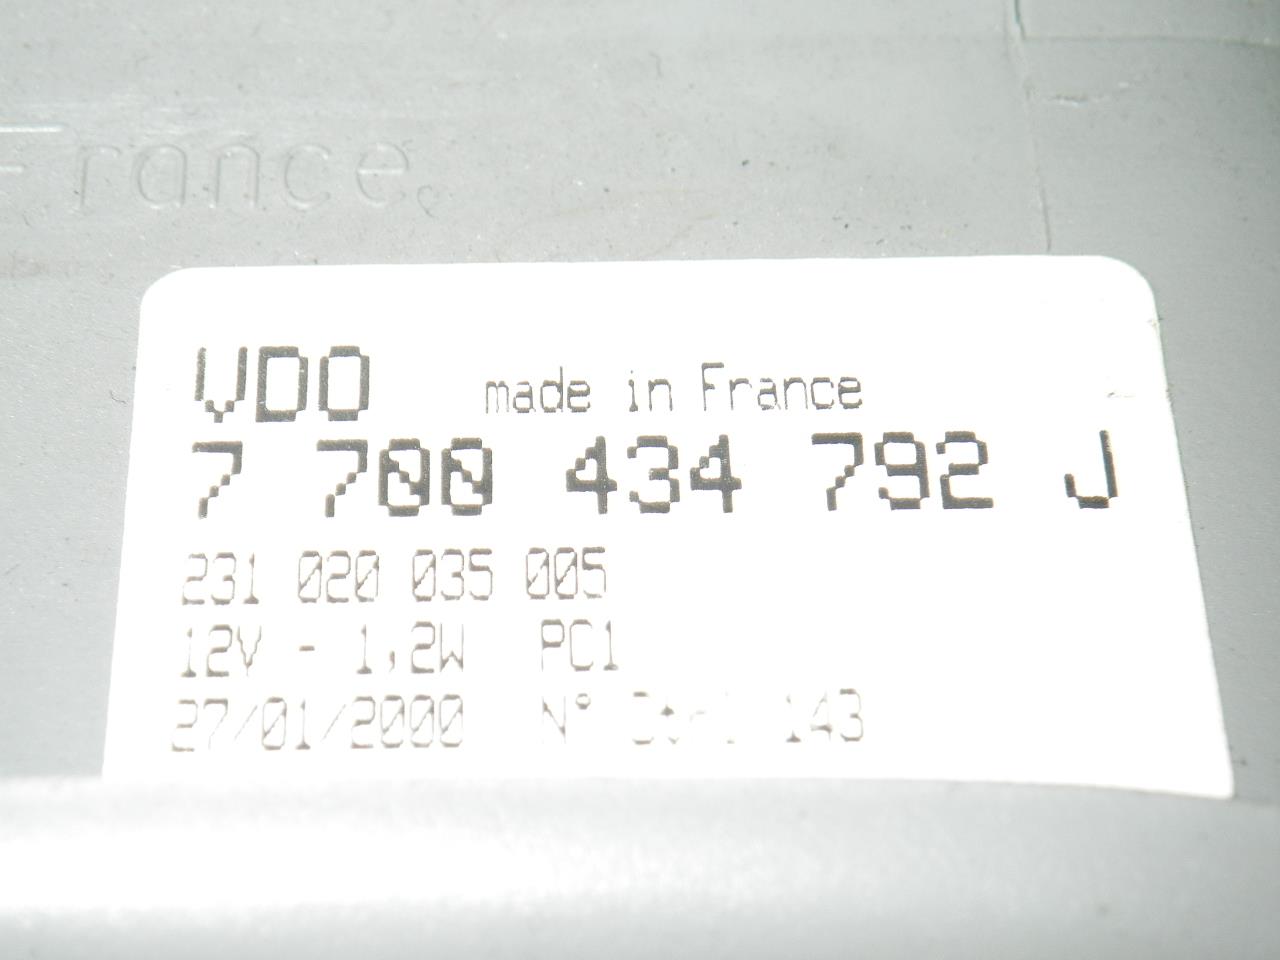 France
VDO made in France
7 700 434 792 J
231 020 035 005
12V - 1,2W PC1
27/01/2000 N° 143